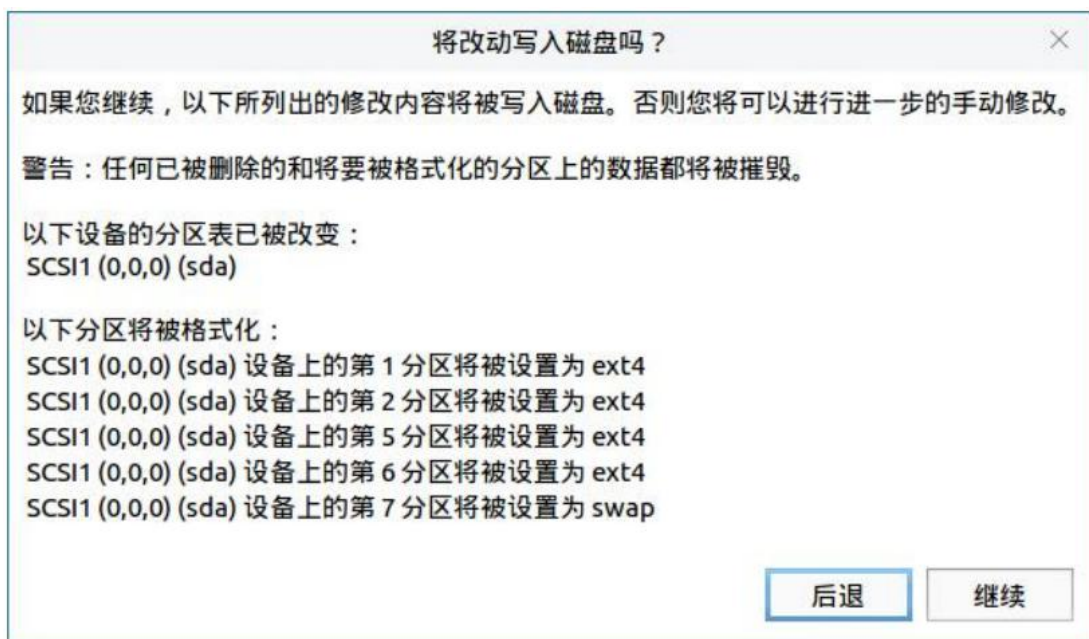 将改动写入磁盘吗？
如果您继续，以下所列出的修改内容将被写入磁盘。否则您将可以进行进一步的手动修改。
警告：任何已被删除的和将要被格式化的分区上的数据都将被摧毁。
以下设备的分区表已被改变：
SCSI1 (0,0,0) (sda)
以下分区将被格式化：
SCSI1 (0,0,0) (sda) 设备上的第 1 分区将被设置为 ext4
SCSI1 (0,0,0) (sda) 设备上的第 2 分区将被设置为 ext4
SCSI1 (0,0,0) (sda) 设备上的第 5 分区将被设置为 ext4
SCSI1 (0,0,0) (sda) 设备上的第 6 分区将被设置为 ext4
SCSI1 (0,0,0) (sda) 设备上的第 7 分区将被设置为 swap
后退 继续